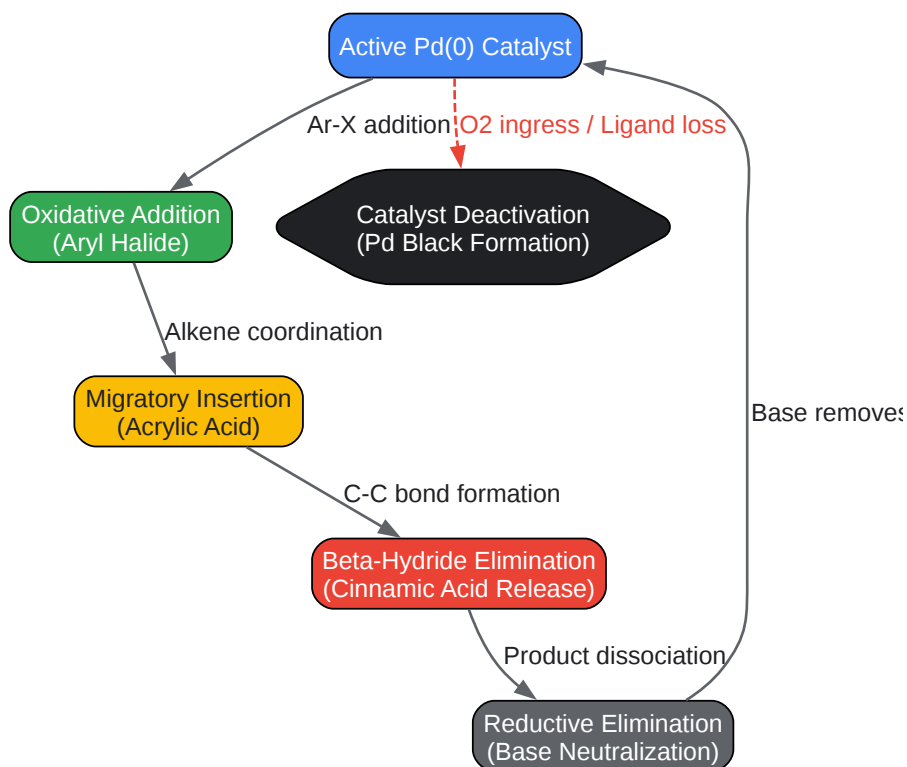 Active Pd(0) Catalyst
Ar-X addition
O2 ingress / Ligand loss
Oxidative Addition
(Aryl Halide)
Catalyst Deactivation
(Pd Black Formation)
Alkene coordination
Migratory Insertion
(Acrylic Acid)
Base removes
C-C bond formation
Beta-Hydride Elimination
(Cinnamic Acid Release)
Product dissociation
Reductive Elimination
(Base Neutralization)